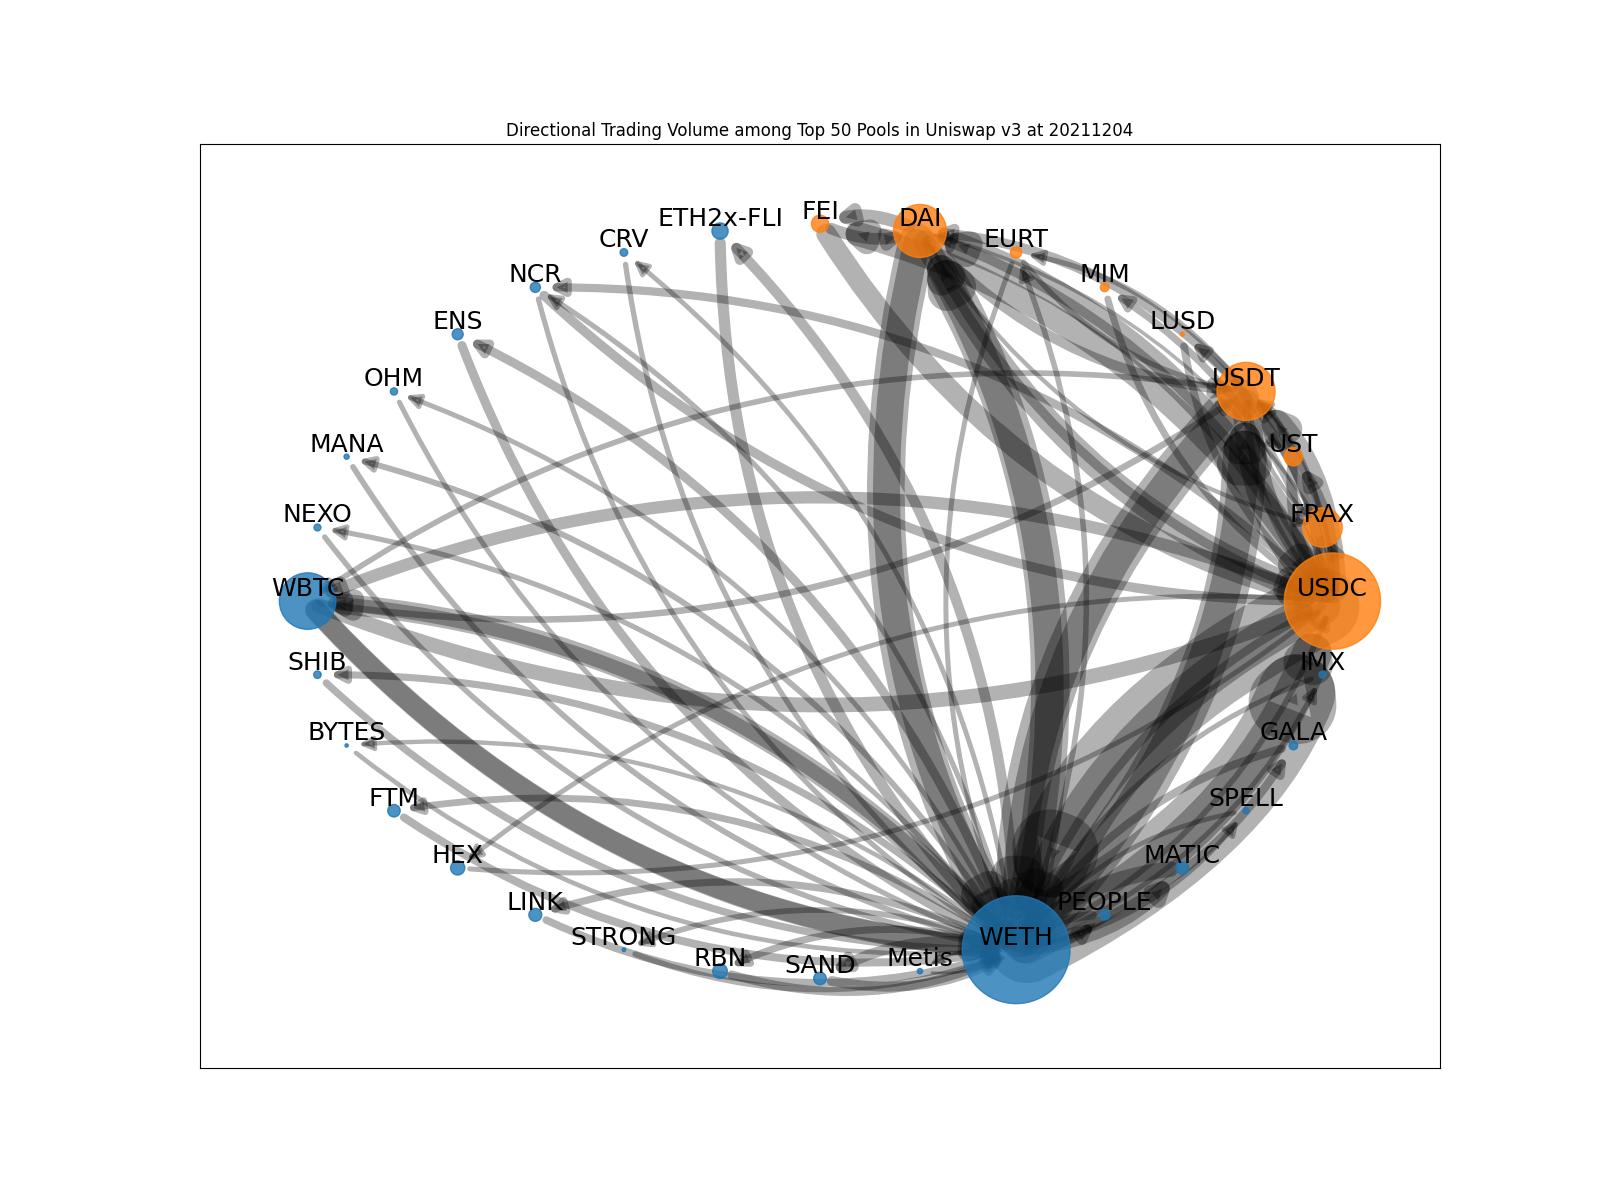 Directional Trading Volume among Top 50 Pools in Uniswap v3 at 20211204
FEI
DAI
ETH2x-FLI
CRV
EURT
NCR
MIM
ENS
LUSD
OHM
USDT
MANA
UST
NEXO
FRAX
WBTC
USDC
SHIB
IMX
BYTES
GALA
FTM
SPELL
HEX
MATIC
LINK
PEOPLE
STRONG
WETH
RBN
SAND
Metis